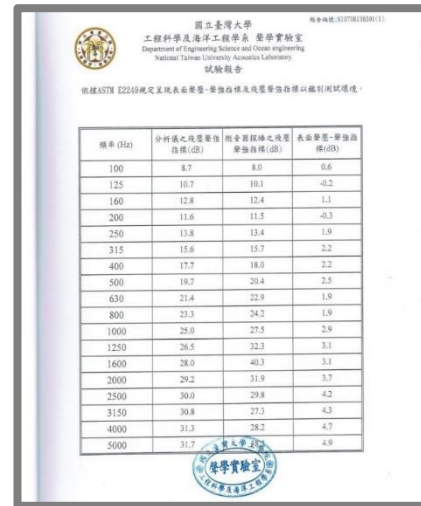 國立臺灣大學
工程科學及海洋工程學系 聲學實驗室
Department of Engineering Science and Ocean engineering
National Taiwan University Acoustics Laboratory
試驗報告
依據ASTM E2249規定呈現表面聲壓-聲強指標及殘壓聲強指標以鑑別測試環境。
頻率(Hz) 分析儀之殘壓聲強指標(dB) 微音器探棒之殘壓聲強指標(dB) 表面聲壓-聲強指標(dB)
100 8.7 8.0 0.6
125 10.7 10.1 -0.2
160 12.8 12.4 1.1
200 11.6 11.5 -0.3
250 13.8 13.4 1.9
315 15.6 15.7 2.2
400 17.7 18.0 2.2
500 19.7 20.4 2.5
630 21.4 22.9 1.9
800 23.3 24.2 1.9
1000 25.0 27.5 2.9
1250 26.5 32.3 3.1
1600 28.0 40.3 3.1
2000 29.2 31.9 3.7
2500 30.0 29.8 4.2
3150 30.8 27.3 4.3
4000 31.3 28.2 4.7
5000 31.7 4.9
聲學實驗室